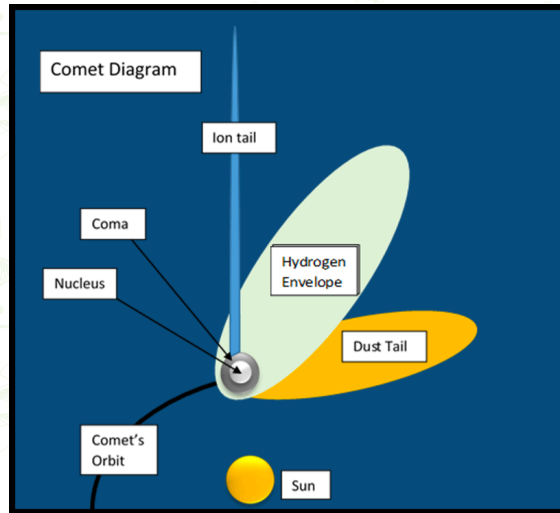 Comet Diagram
Ion tail
Coma
Hydrogen
Envelope
Nucleus
Dust Tail
Comet's
Orbit
Sun